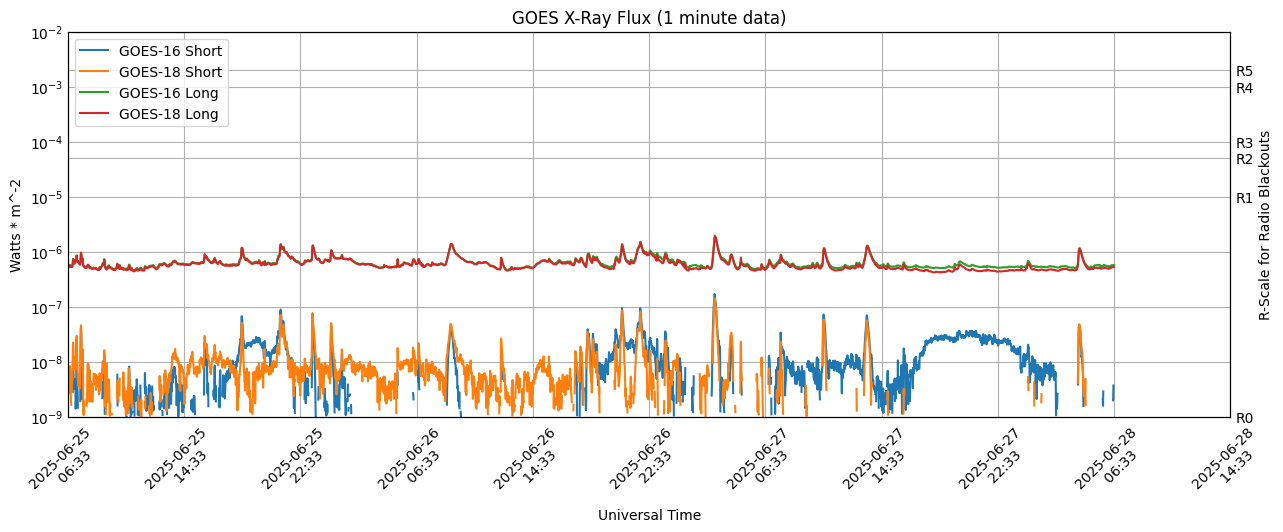 GOES X-Ray Flux (1 minute data)
GOES-16 Short
GOES-18 Short
GOES-16 Long
GOES-18 Long
10^-2
10^-3
10^-4
10^-5
10^-6
10^-7
10^-8
10^-9
Watts * m^-2
R5
R4
R3
R2
R1
R0
R-Scale for Radio Blackouts
2025-06-25
06:33
2025-06-25
14:33
2025-06-25
22:33
2025-06-26
06:33
2025-06-26
14:33
2025-06-26
22:33
2025-06-27
06:33
2025-06-27
14:33
2025-06-27
22:33
2025-06-28
06:33
2025-06-28
14:33
Universal Time